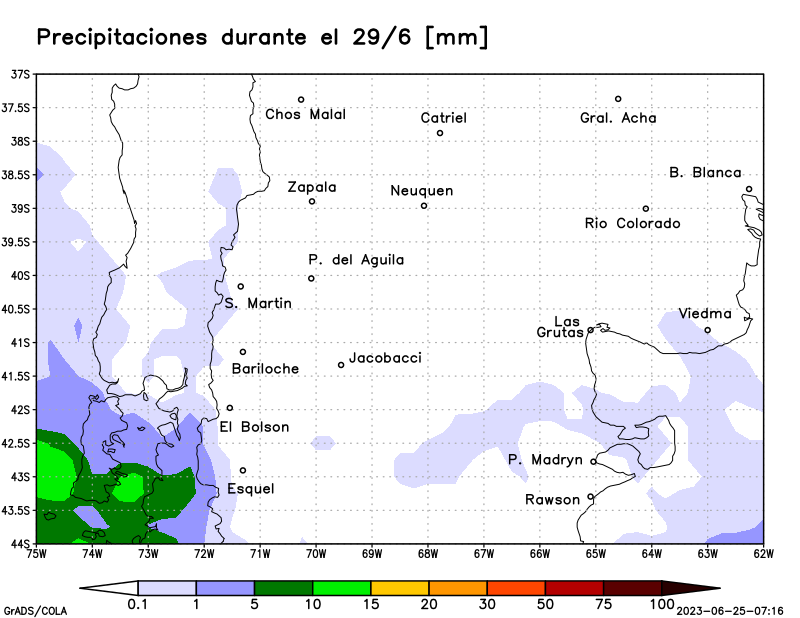 Precipitaciones durante el 29/6 [mm]
37S
37.5S
Chos Malal
Catriel
Gral. Acha
38S
38.5S
B. Blanca
Zapala
Neuquen
39S
Rio Colorado
39.5S
P. del Aguila
40S
S. Martin
40.5S
Las
Grutas
Viedma
41S
Bariloche
Jacobacci
41.5S
42S
El Bolson
42.5S
P. Madryn
43S
Esquel
Rawson
43.5S
44S
75W 74W 73W 72W 71W 70W 69W 68W 67W 66W 65W 64W 63W 62W
0.1 1 5 10 15 20 30 50 75 100
GrADS/COLA
2023-06-25-07:16